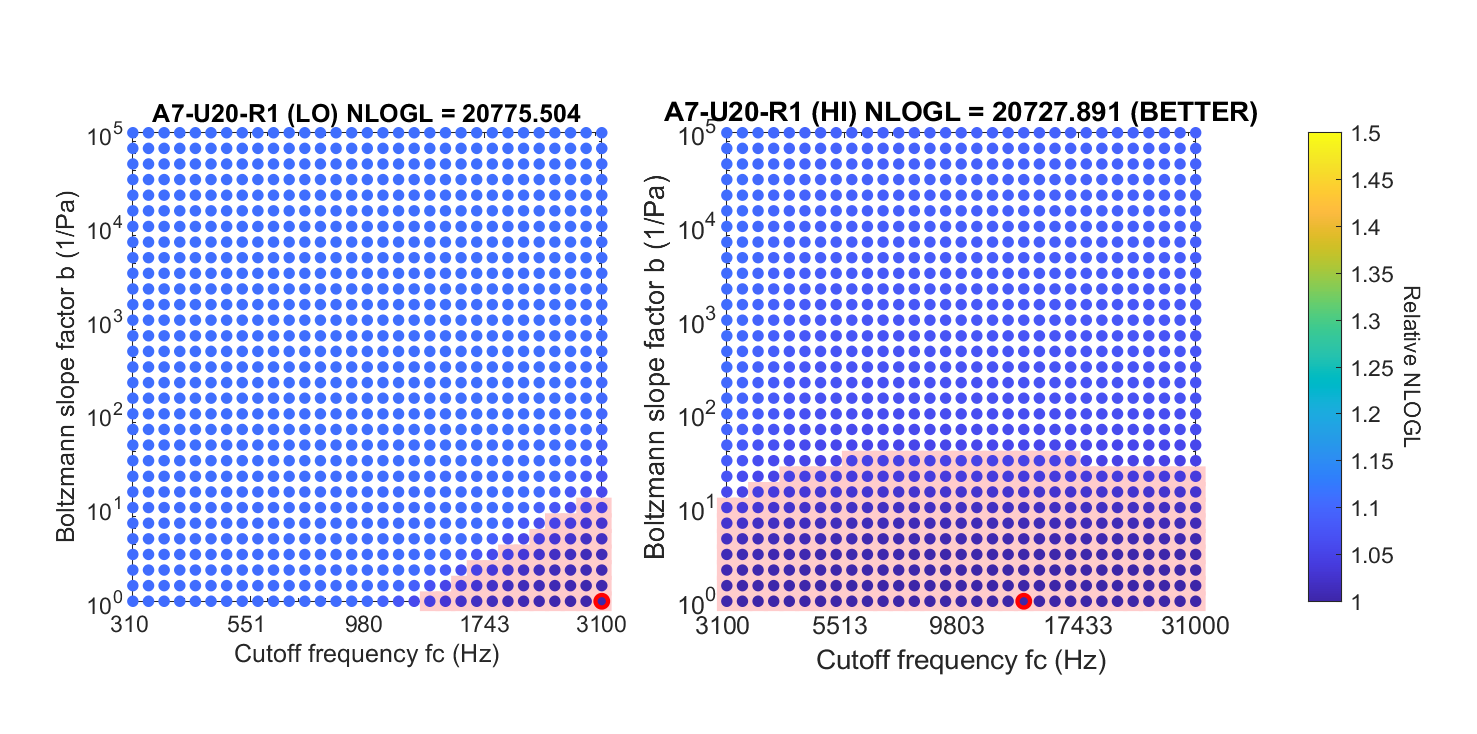 A7-U20-R1 (LO) NLOGL = 20775.504
A7-U20-R1 (HI) NLOGL = 20727.891 (BETTER)
Boltzmann slope factor b (1/Pa)
10^5
10^4
10^3
10^2
10^1
10^0
310 551 980 1743 3100
Cutoff frequency fc (Hz)
Boltzmann slope factor b (1/Pa)
10^5
10^4
10^3
10^2
10^1
10^0
3100 5513 9803 17433 31000
Cutoff frequency fc (Hz)
1.5
1.45
1.4
1.35
1.3
1.25
1.2
1.15
1.1
1.05
1
Relative NLOGL